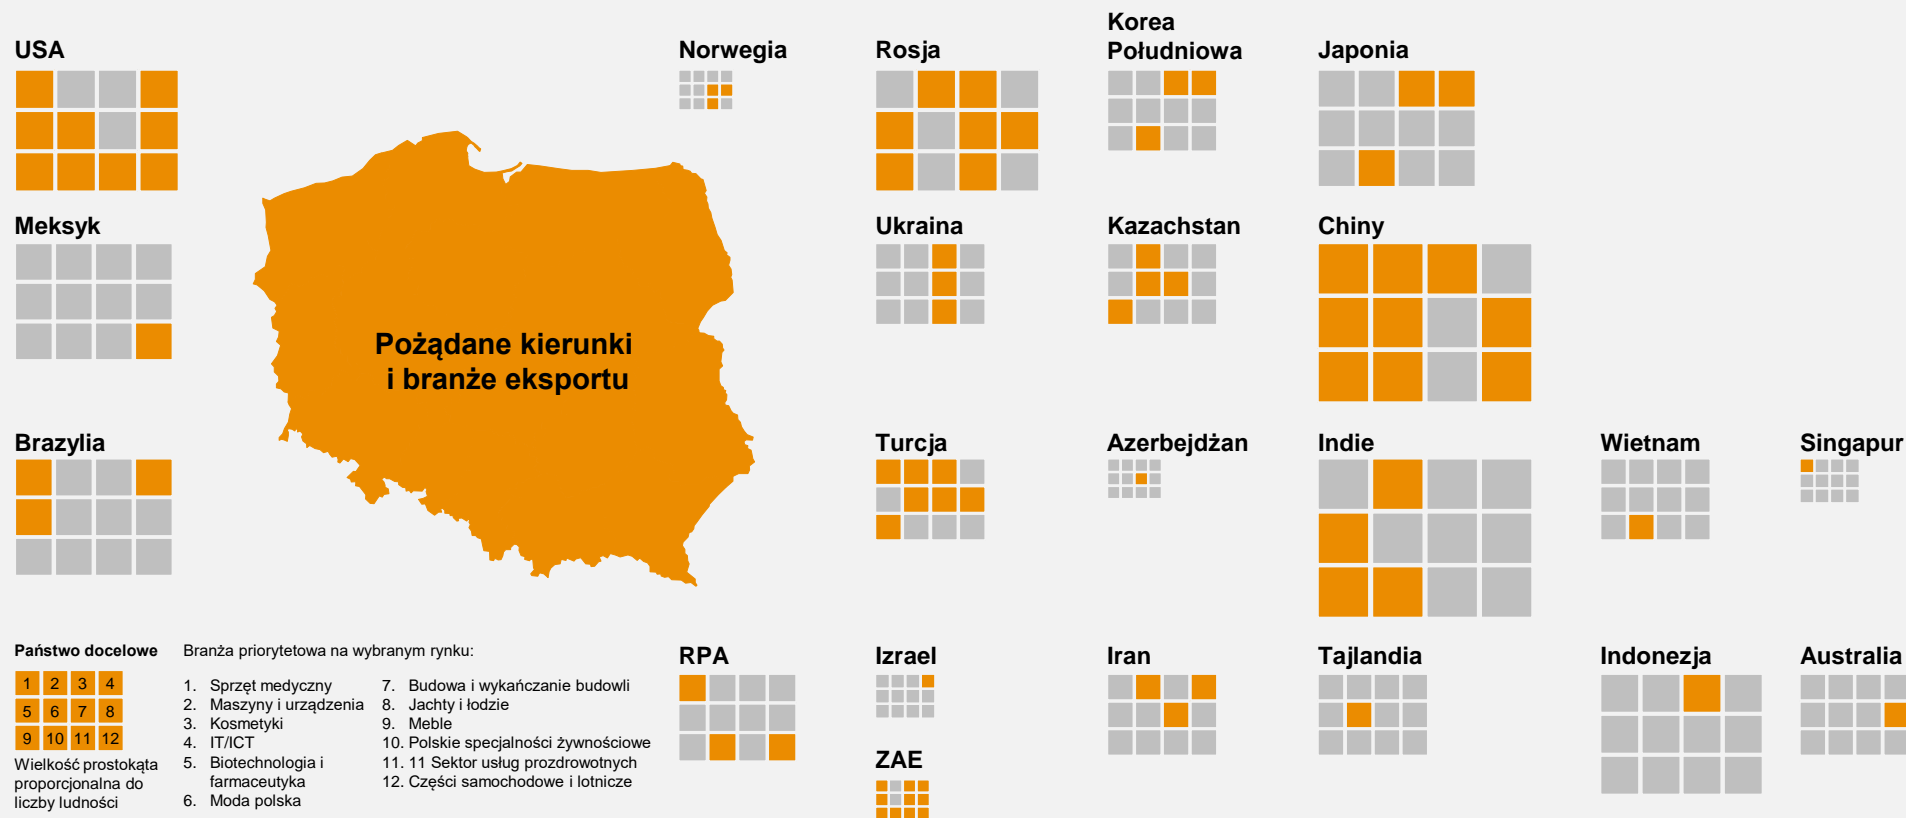 USA
Norwegia
Rosja
Korea
Południowa
Japonia
Meksyk
Ukraina
Kazachstan
Chiny
Pożądane kierunki
i branże eksportu
Brazylia
Turcja
Azerbejdżan
Indie
Wietnam
Singapur
RPA
Izrael
Iran
Tajlandia
Indonezja
Australia
ZAE
Państwo docelowe
1 2 3 4
5 6 7 8
9 10 11 12
Wielkość prostokąta
proporcjonalna do
liczby ludności
Branża priorytetowa na wybranym rynku:
1. Sprzęt medyczny
2. Maszyny i urządzenia
3. Kosmetyki
4. IT/ICT
5. Biotechnologia i
farmaceutyka
6. Moda polska
7. Budowa i wykańczanie budowli
8. Jachty i łodzie
9. Meble
10. Polskie specjalności żywnościowe
11. 11 Sektor usług prozdrowotnych
12. Części samochodowe i lotnicze